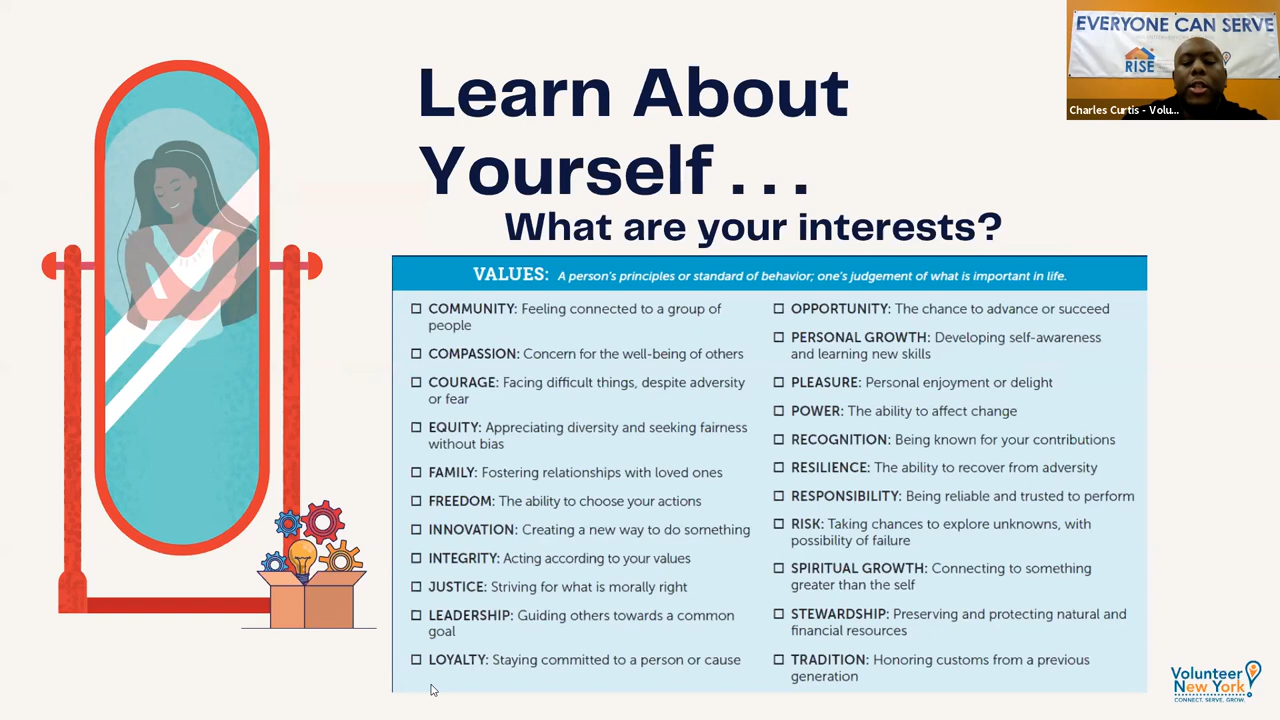 EVERYONE CAN SERVE
RISE
Charles Curtis - Volu...
Learn About
Yourself . . .
What are your interests?
VALUES: A person's principles or standard of behavior; one's judgement of what is important in life.
☐ COMMUNITY: Feeling connected to a group of
people
☐ COMPASSION: Concern for the well-being of others
☐ COURAGE: Facing difficult things, despite adversity
or fear
☐ EQUITY: Appreciating diversity and seeking fairness
without bias
☐ FAMILY: Fostering relationships with loved ones
☐ FREEDOM: The ability to choose your actions
☐ INNOVATION: Creating a new way to do something
☐ INTEGRITY: Acting according to your values
☐ JUSTICE: Striving for what is morally right
☐ LEADERSHIP: Guiding others towards a common
goal
☐ LOYALTY: Staying committed to a person or cause
☐ OPPORTUNITY: The chance to advance or succeed
☐ PERSONAL GROWTH: Developing self-awareness
and learning new skills
☐ PLEASURE: Personal enjoyment or delight
☐ POWER: The ability to affect change
☐ RECOGNITION: Being known for your contributions
☐ RESILIENCE: The ability to recover from adversity
☐ RESPONSIBILITY: Being reliable and trusted to perform
☐ RISK: Taking chances to explore unknowns, with
possibility of failure
☐ SPIRITUAL GROWTH: Connecting to something
greater than the self
☐ STEWARDSHIP: Preserving and protecting natural and
financial resources
☐ TRADITION: Honoring customs from a previous
generation
Volunteer
New York
CONNECT. SERVE. GROW.